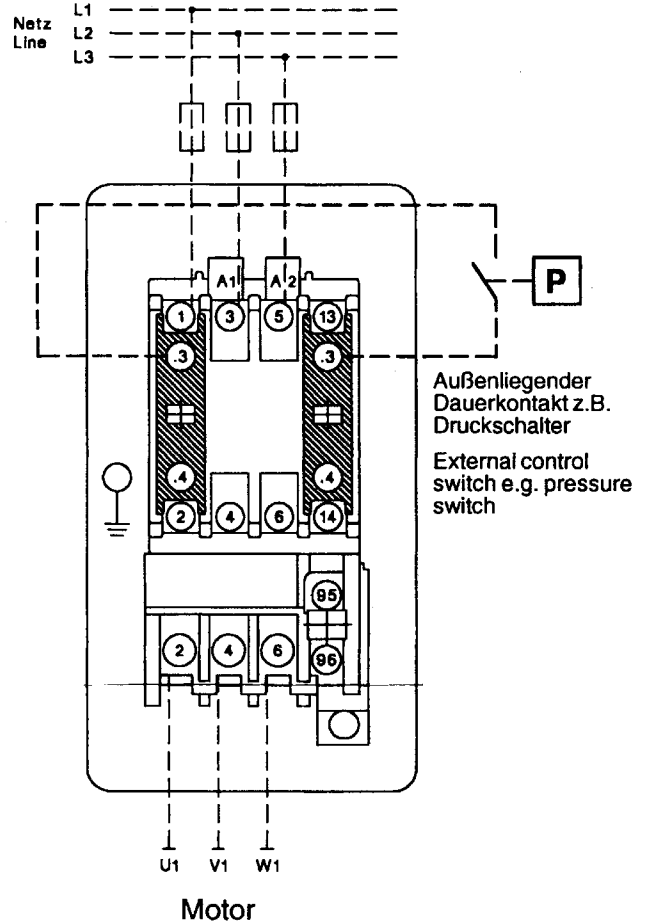 L1
Netz L2
Line
L3
A1 A2
1 3 5 13
.3 .3
P
Außenliegender
Dauerkontakt z.B.
Druckschalter
External control
switch e.g. pressure
switch
.4 .4
2 4 6 14
95
2 4 6
96
U1 V1 W1
Motor